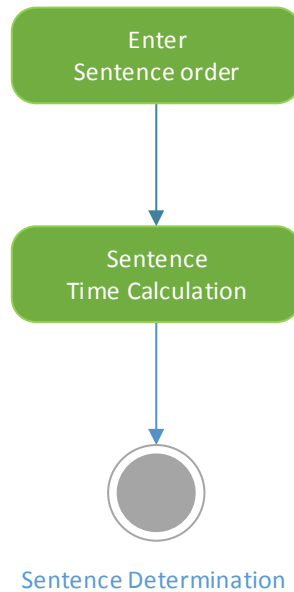 Enter
Sentence order
Sentence
Time Calculation
Sentence Determination